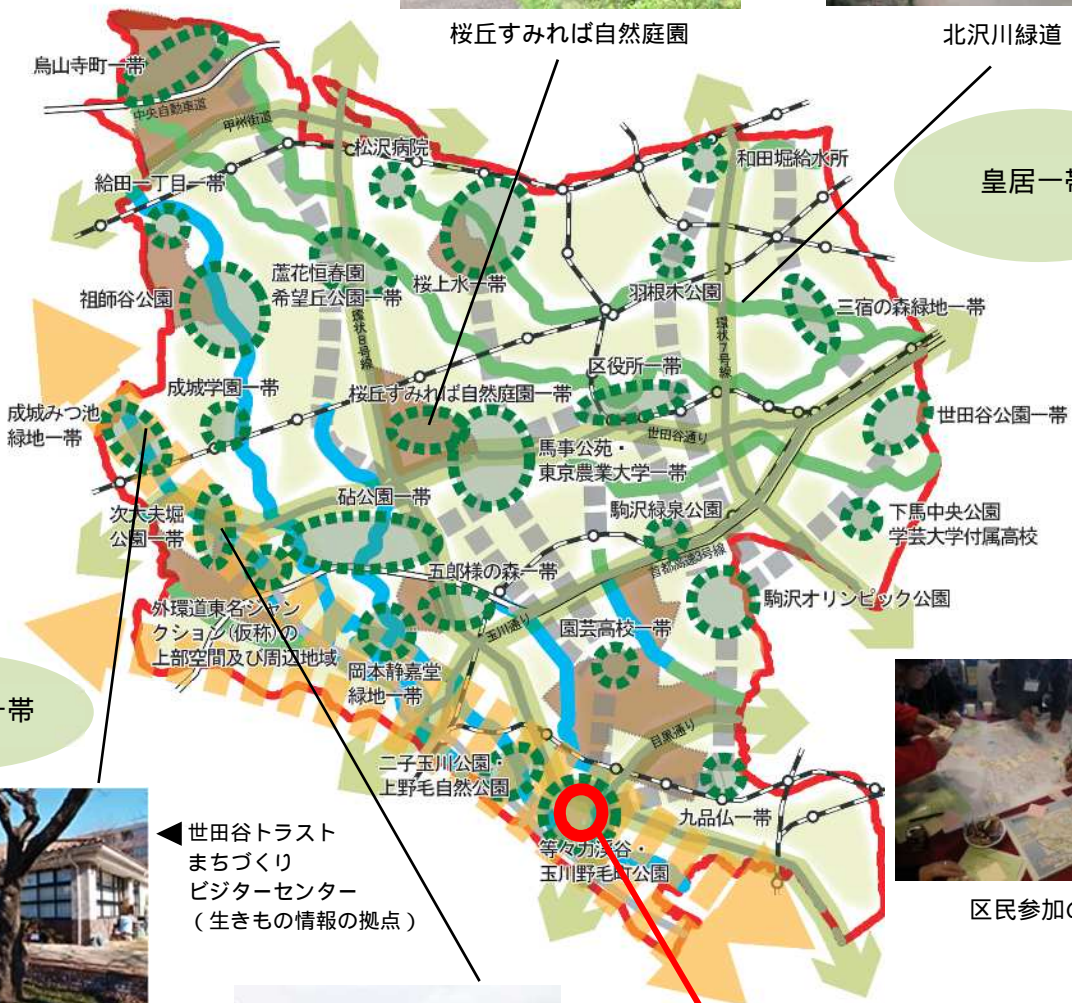 桜丘すみれば自然庭園
北沢川緑道
烏山寺町一帯
中央自動車道
甲州街道
松沢病院
和田堀給水所
給田一丁目一帯
皇居一帯
祖師谷公園
蘆花恒春園
希望丘公園一帯
桜上水一帯
羽根木公園
三宿の森緑地一帯
環状8号線
環状7号線
成城学園一帯
桜丘すみれば自然庭園一帯
区役所一帯
成城みつ池
緑地一帯
世田谷公園一帯
世田谷通り
馬事公苑・
東京農業大学一帯
砧公園一帯
次大夫堀
公園一帯
駒沢緑泉公園
下馬中央公園
学芸大学付属高校
五郎様の森一帯
首都高速3号線
駒沢オリンピック公園
外環道東名ジャン
クション(仮称)の
上部空間及び周辺地域
玉川通り
園芸高校一帯
岡本静嘉堂
緑地一帯
一帯
目黒通り
二子玉川公園・
上野毛自然公園
九品仏一帯
等々力渓谷・
玉川野毛町公園
◀世田谷トラスト
まちづくり
ビジターセンター
(生きもの情報の拠点)
区民参加の